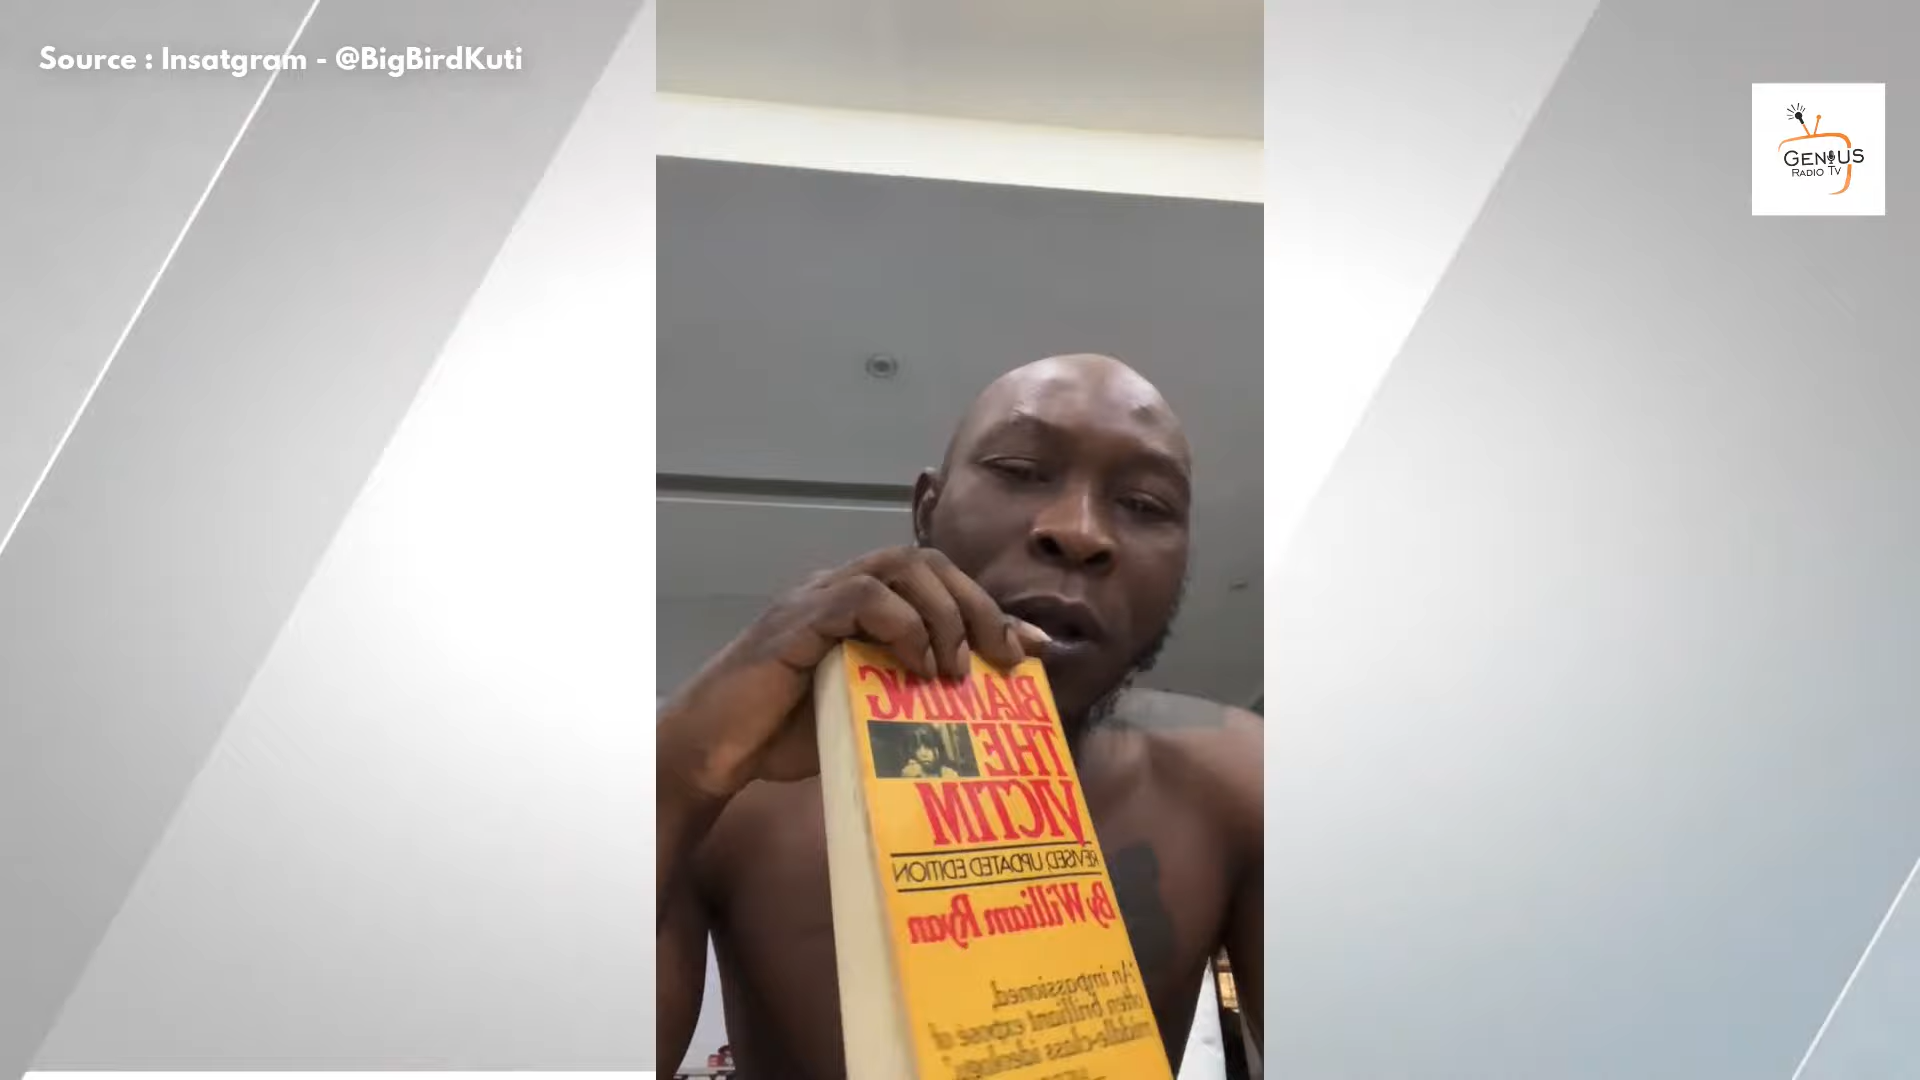 Source : Insatgram - @BigBirdKuti
GENIUS
RADIO TV
BLAMING
THE
VICTIM
REVISED, UPDATED EDITION
By William Ryan
"An impassioned,
often brilliant exposé of
middle-class ideology."